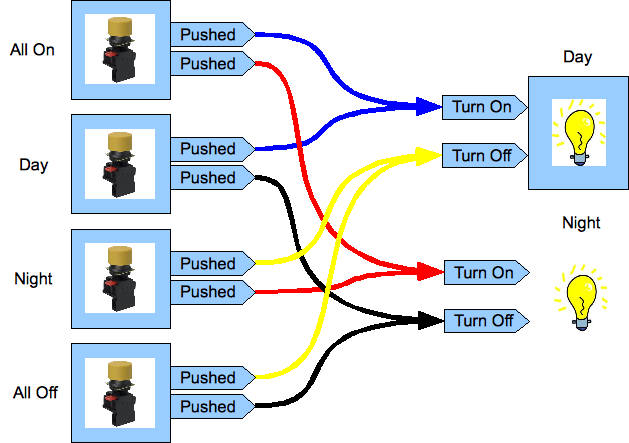 All On
Pushed
Pushed
Day
Pushed
Pushed
Night
Pushed
Pushed
All Off
Pushed
Pushed
Day
Turn On
Turn Off
Night
Turn On
Turn Off